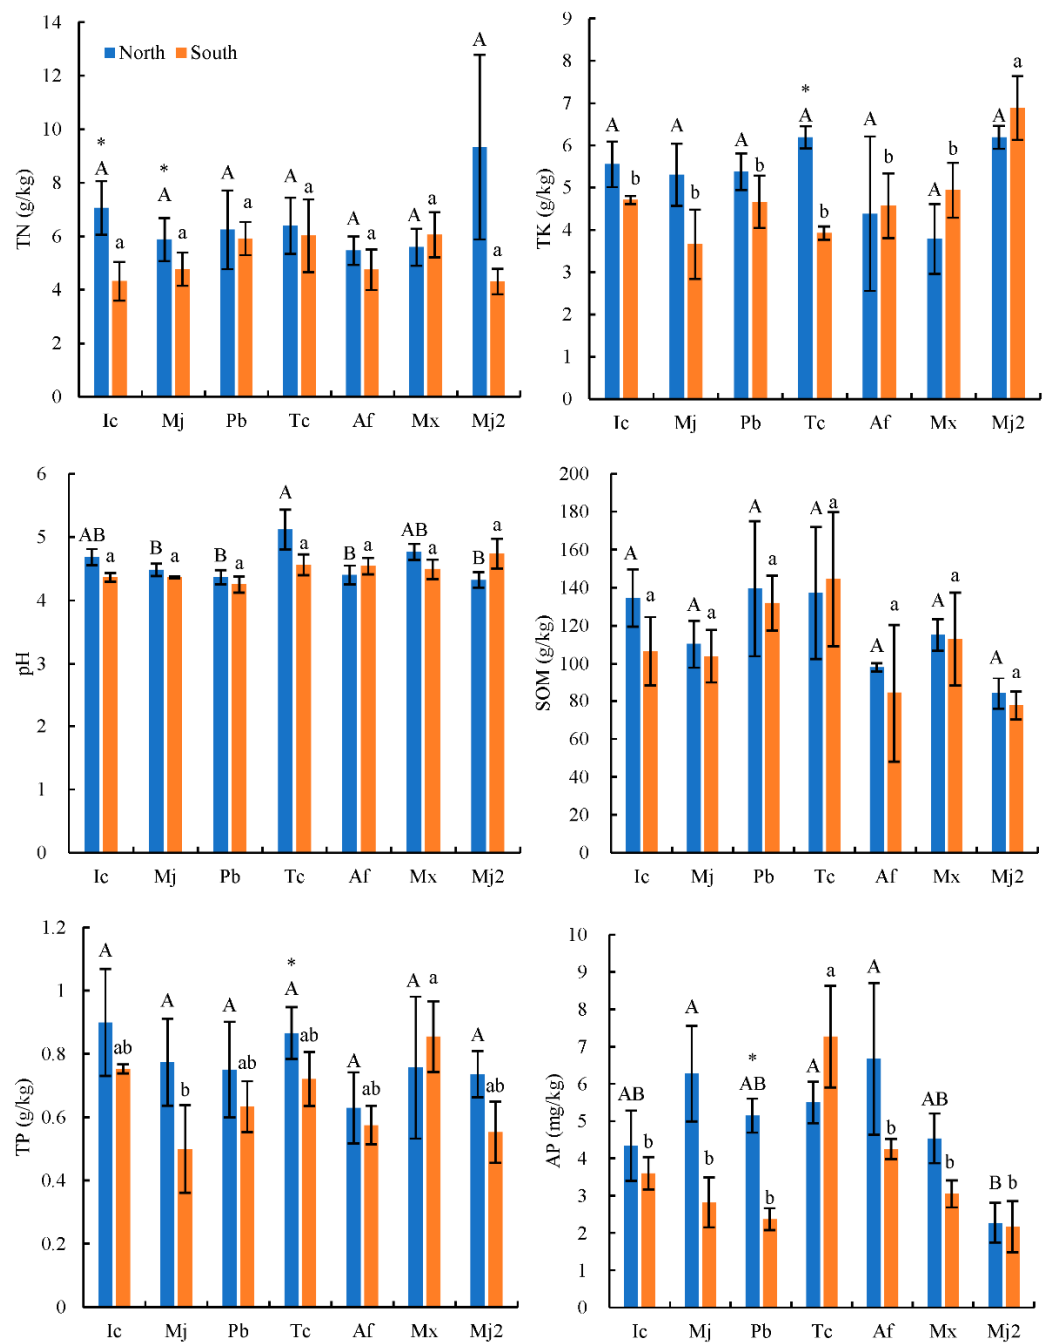 TN (g/kg)
14
12
10
8
6
4
2
0
North South
* A a
* A a
A a
A a
A a
A a
A a
Ic Mj Pb Tc Af Mx Mj2
TK (g/kg)
9
8
7
6
5
4
3
2
1
0
A b
A b
A b
* A b
A b
A b
A a
Ic Mj Pb Tc Af Mx Mj2
pH
6
5
4
3
2
1
0
AB a
B a
B a
A a
B a
AB a
B a
Ic Mj Pb Tc Af Mx Mj2
SOM (g/kg)
200
180
160
140
120
100
80
60
40
20
0
A a
A a
A a
A a
A a
A a
A a
Ic Mj Pb Tc Af Mx Mj2
TP (g/kg)
1.2
1
0.8
0.6
0.4
0.2
0
A ab
A b
A ab
* A ab
A ab
A a
A ab
Ic Mj Pb Tc Af Mx Mj2
AP (mg/kg)
10
9
8
7
6
5
4
3
2
1
0
AB b
A b
* AB b
A a
A b
AB b
B b
Ic Mj Pb Tc Af Mx Mj2